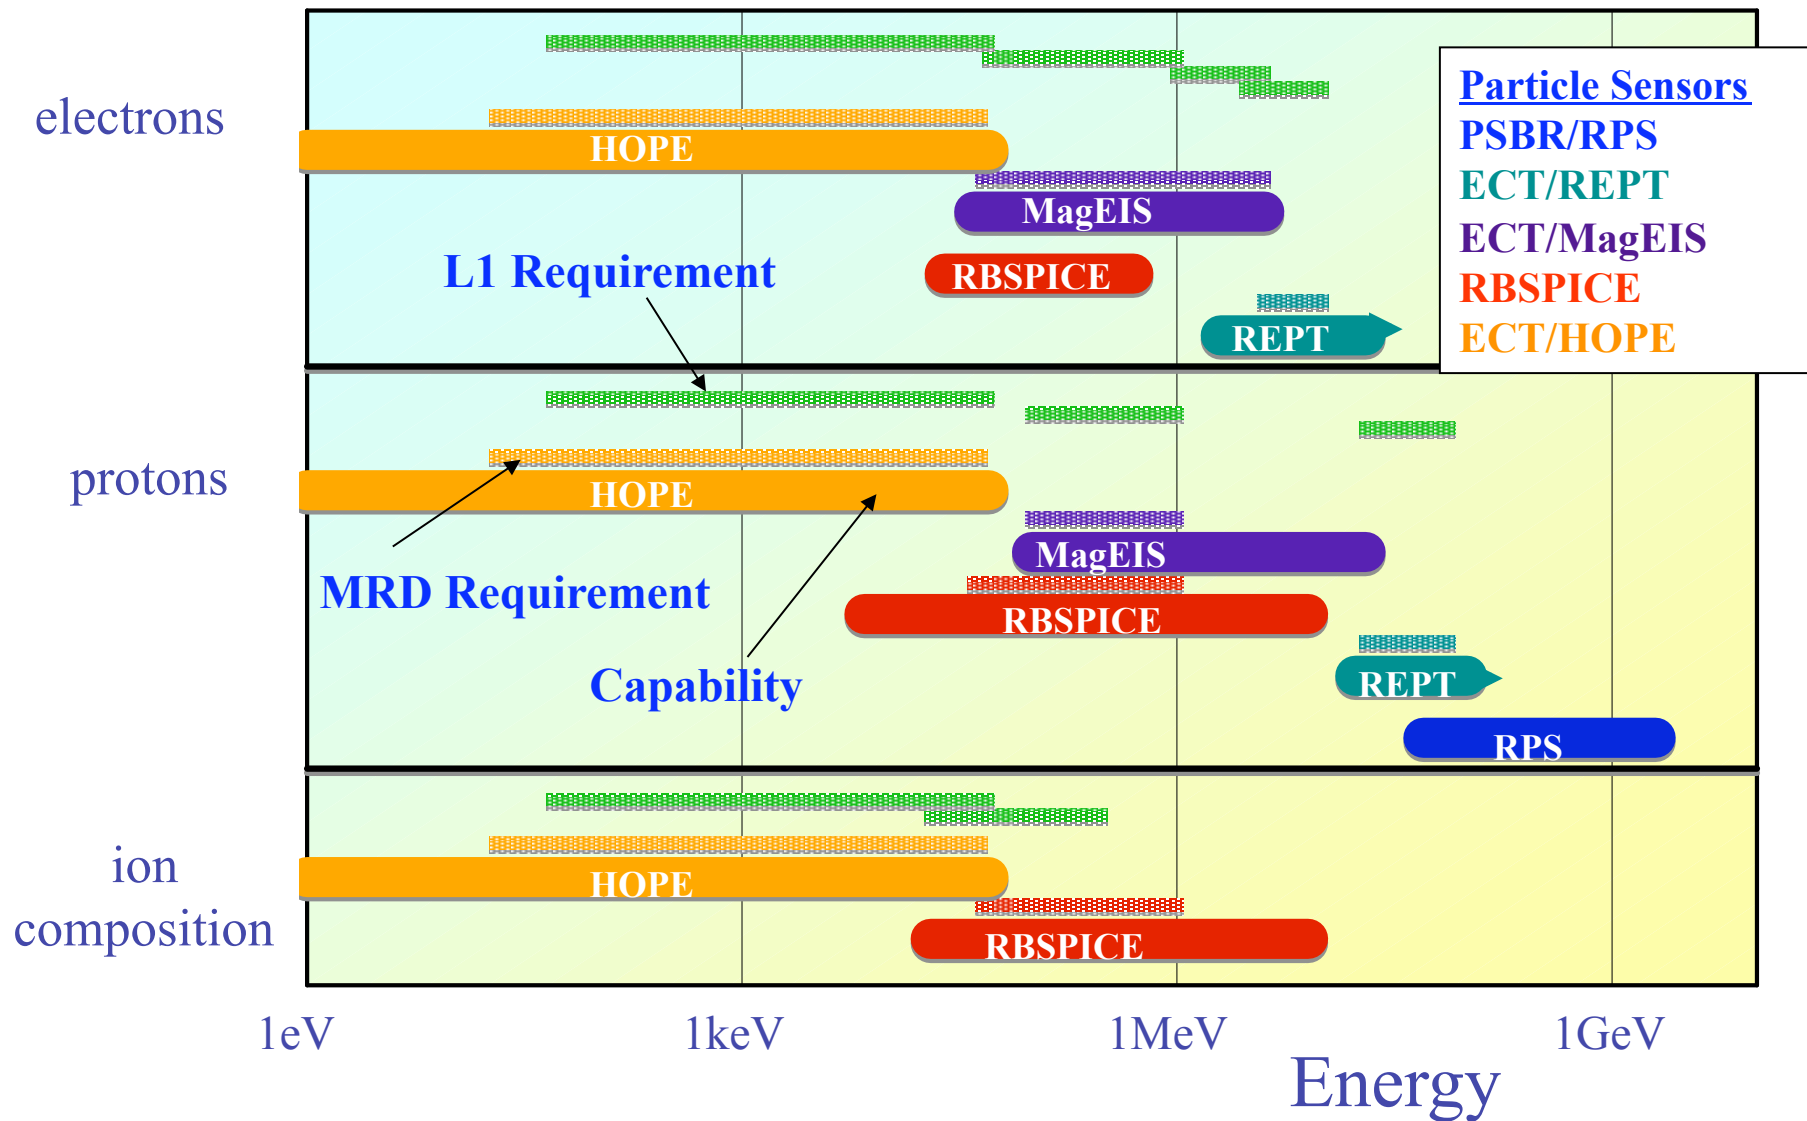 electrons
HOPE
MagEIS
L1 Requirement
RBSPICE
REPT
Particle Sensors
PSBR/RPS
ECT/REPT
ECT/MagEIS
RBSPICE
ECT/HOPE
protons
HOPE
MagEIS
MRD Requirement
RBSPICE
Capability
REPT
RPS
ion
composition
HOPE
RBSPICE
1eV
1keV
1MeV
1GeV
Energy